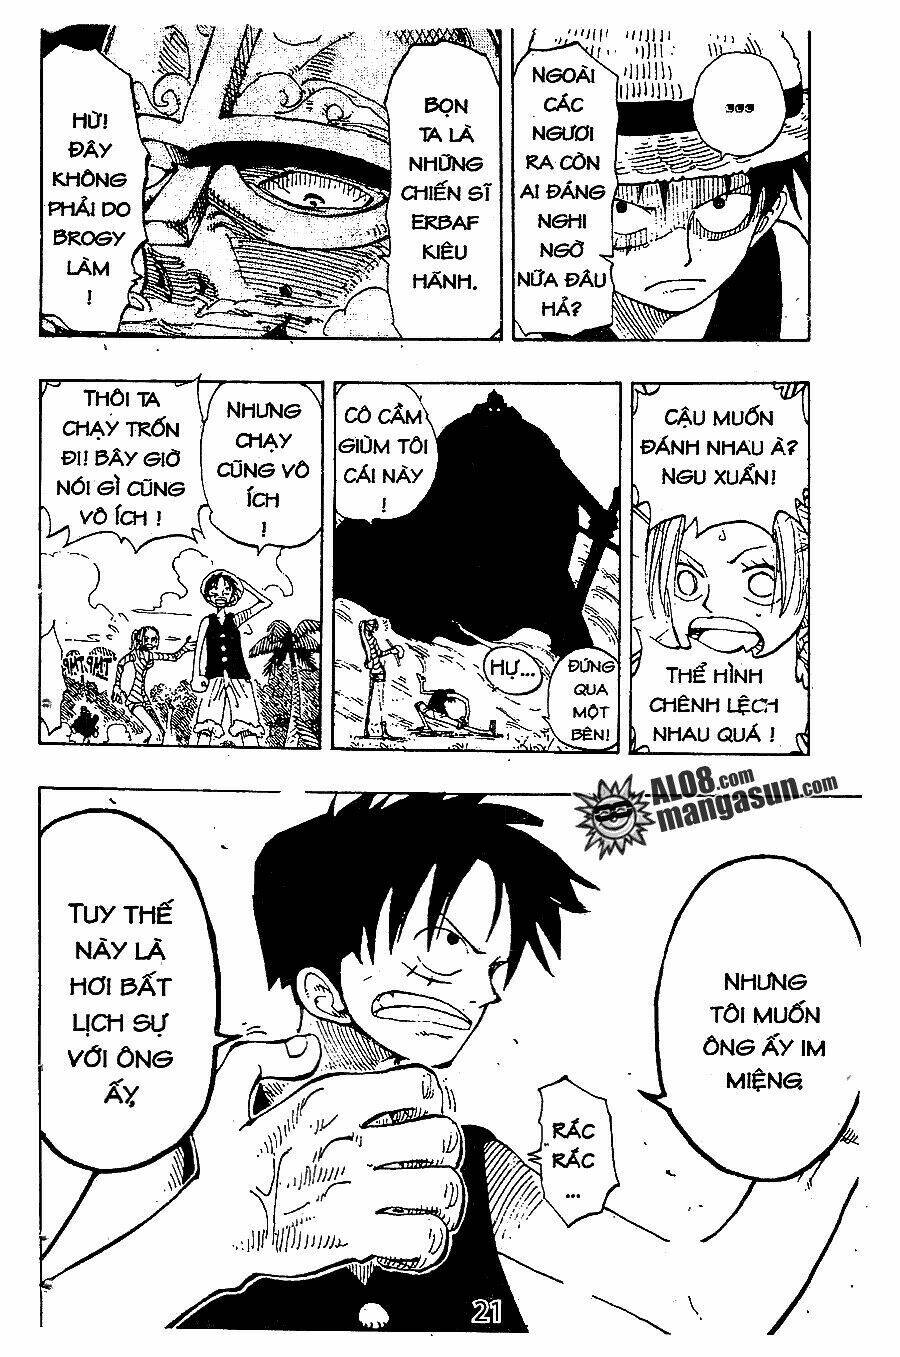 ...
NGOÀI
CÁC
NGƯƠI
RA CÒN
AI ĐÁNG
NGHI
NGỜ
NỮA ĐÂU
HẢ?
BỌN
TA LÀ
NHỮNG
CHIẾN SĨ
ERBAF
KIÊU
HÃNH.
HỪ!
ĐÂY
KHÔNG
PHẢI DO
BROGY
LÀM
!
CẬU MUỐN
ĐÁNH NHAU À?
NGU XUẨN!
THỂ HÌNH
CHÊNH LỆCH
NHAU QUÁ !
CÔ CẦM
GIÙM TÔI
CÁI NÀY
!
ĐỨNG
QUA
MỘT
BÊN!
HỰ...
NHƯNG
CHẠY
CŨNG VÔ
ÍCH
!
THÔI TA
CHẠY TRỐN
ĐI! BÂY GIỜ
NÓI GÌ CŨNG
VÔ ÍCH !
ALO8.com
mangasun.com
NHƯNG
TÔI MUỐN
ÔNG ẤY IM
MIỆNG.
RẮC
RẮC
...
TUY THẾ
NÀY LÀ
HƠI BẤT
LỊCH SỰ
VỚI ÔNG
ẤY,
21